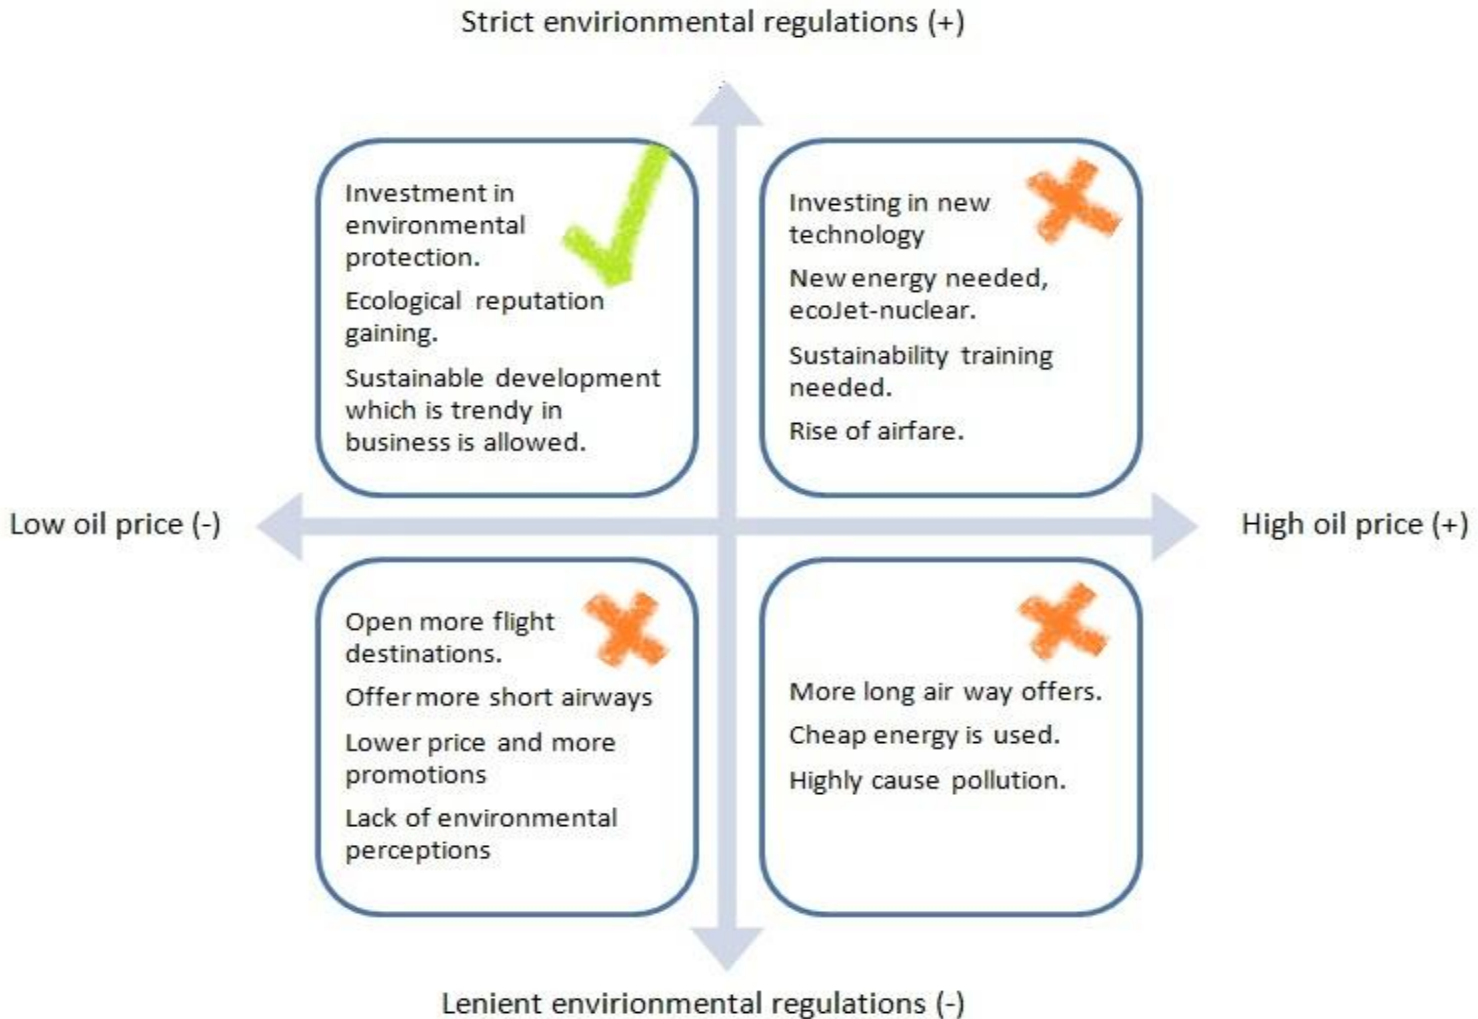 Strict envirionmental regulations (+)
Investment in
environmental
protection.
Ecological reputation
gaining.
Sustainable development
which is trendy in
business is allowed.
Investing in new
technology
New energy needed,
ecoJet-nuclear.
Sustainability training
needed.
Rise of airfare.
Low oil price (-)
High oil price (+)
Open more flight
destinations.
Offer more short airways
Lower price and more
promotions
Lack of environmental
perceptions
More long air way offers.
Cheap energy is used.
Highly cause pollution.
Lenient envirionmental regulations (-)